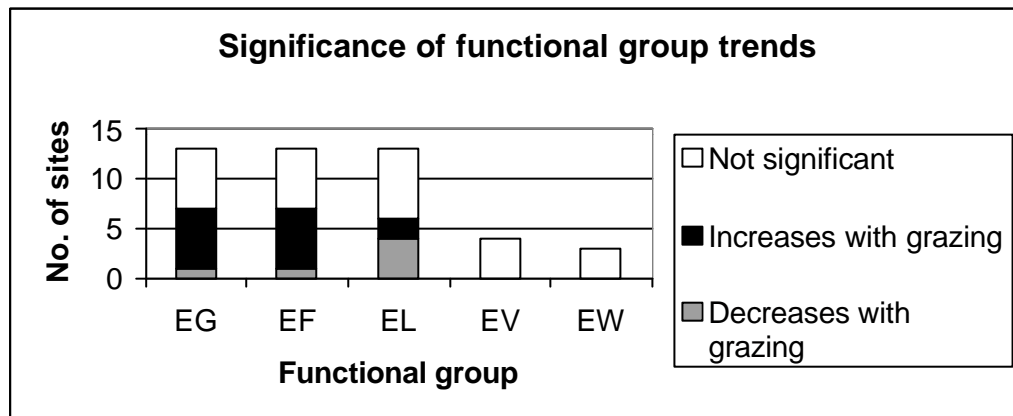 Significance of functional group trends
No. of sites
15
10
5
0
EG EF EL EV EW
Functional group
Not significant
Increases with grazing
Decreases with
grazing